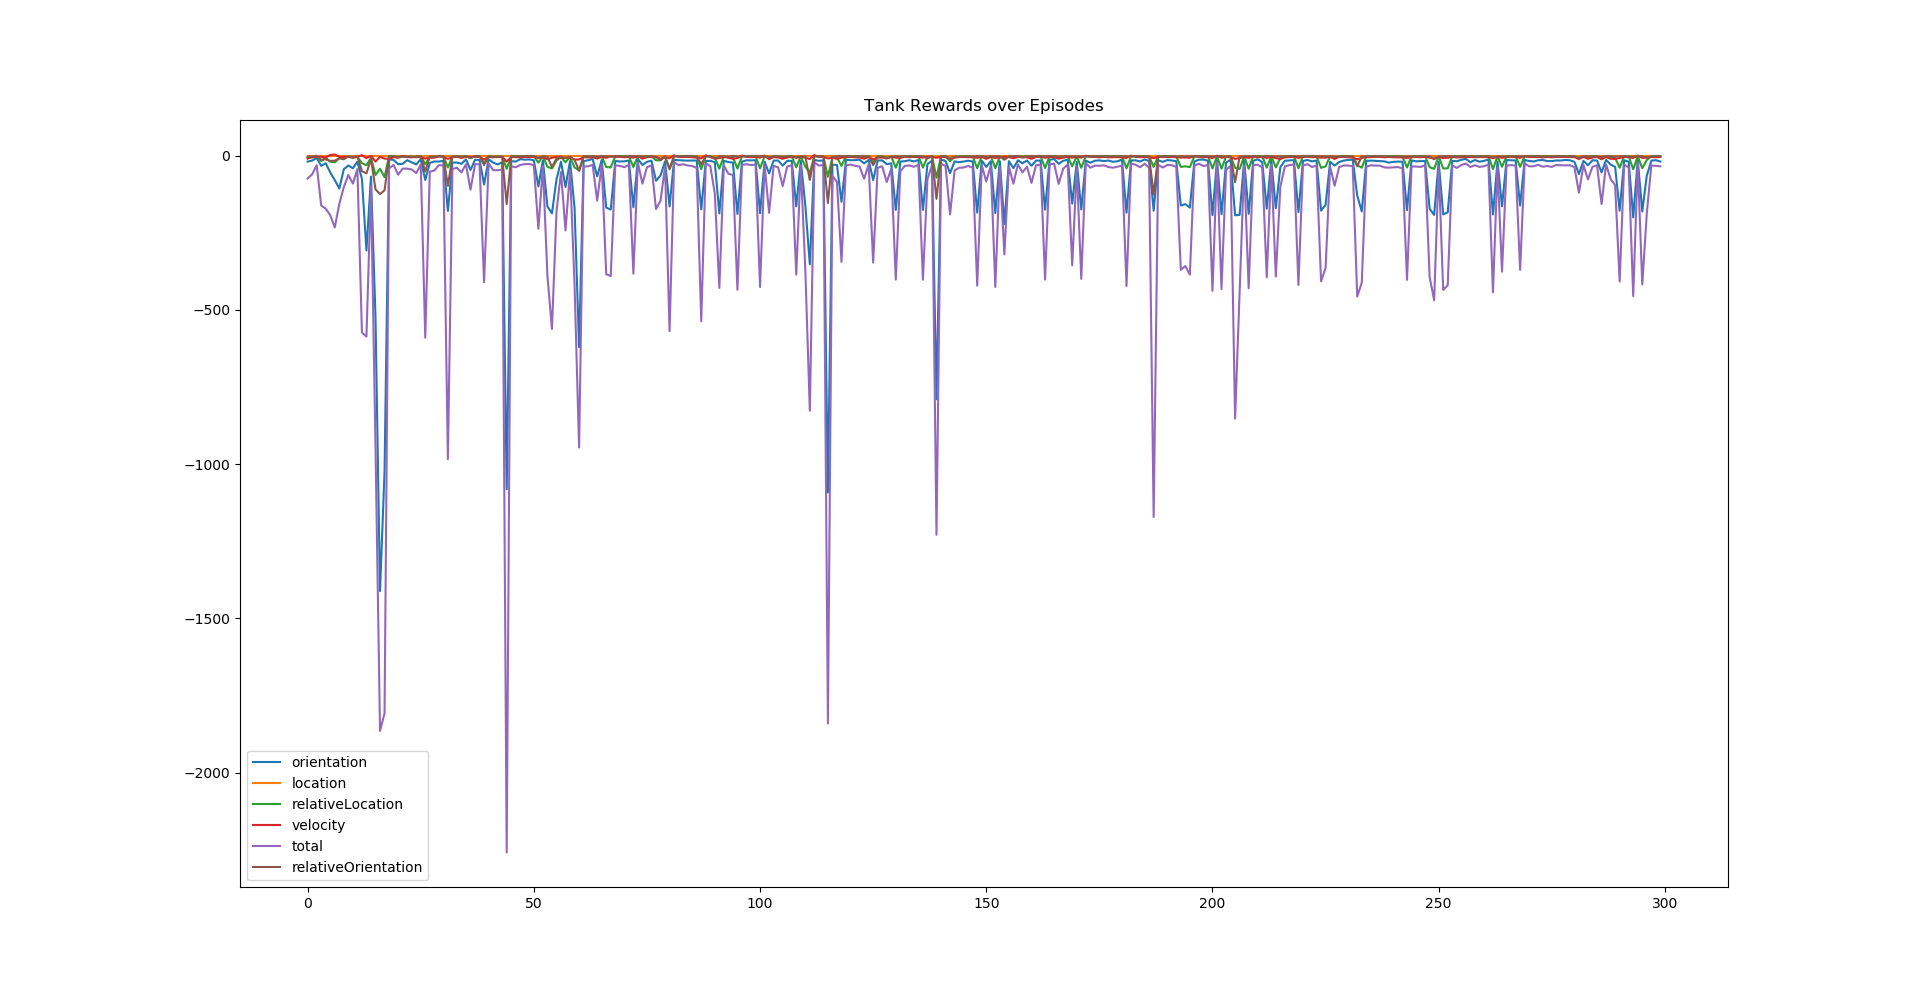 Tank Rewards over Episodes
0
−500
−1000
−1500
−2000
orientation
location
relativeLocation
velocity
total
relativeOrientation
0 50 100 150 200 250 300